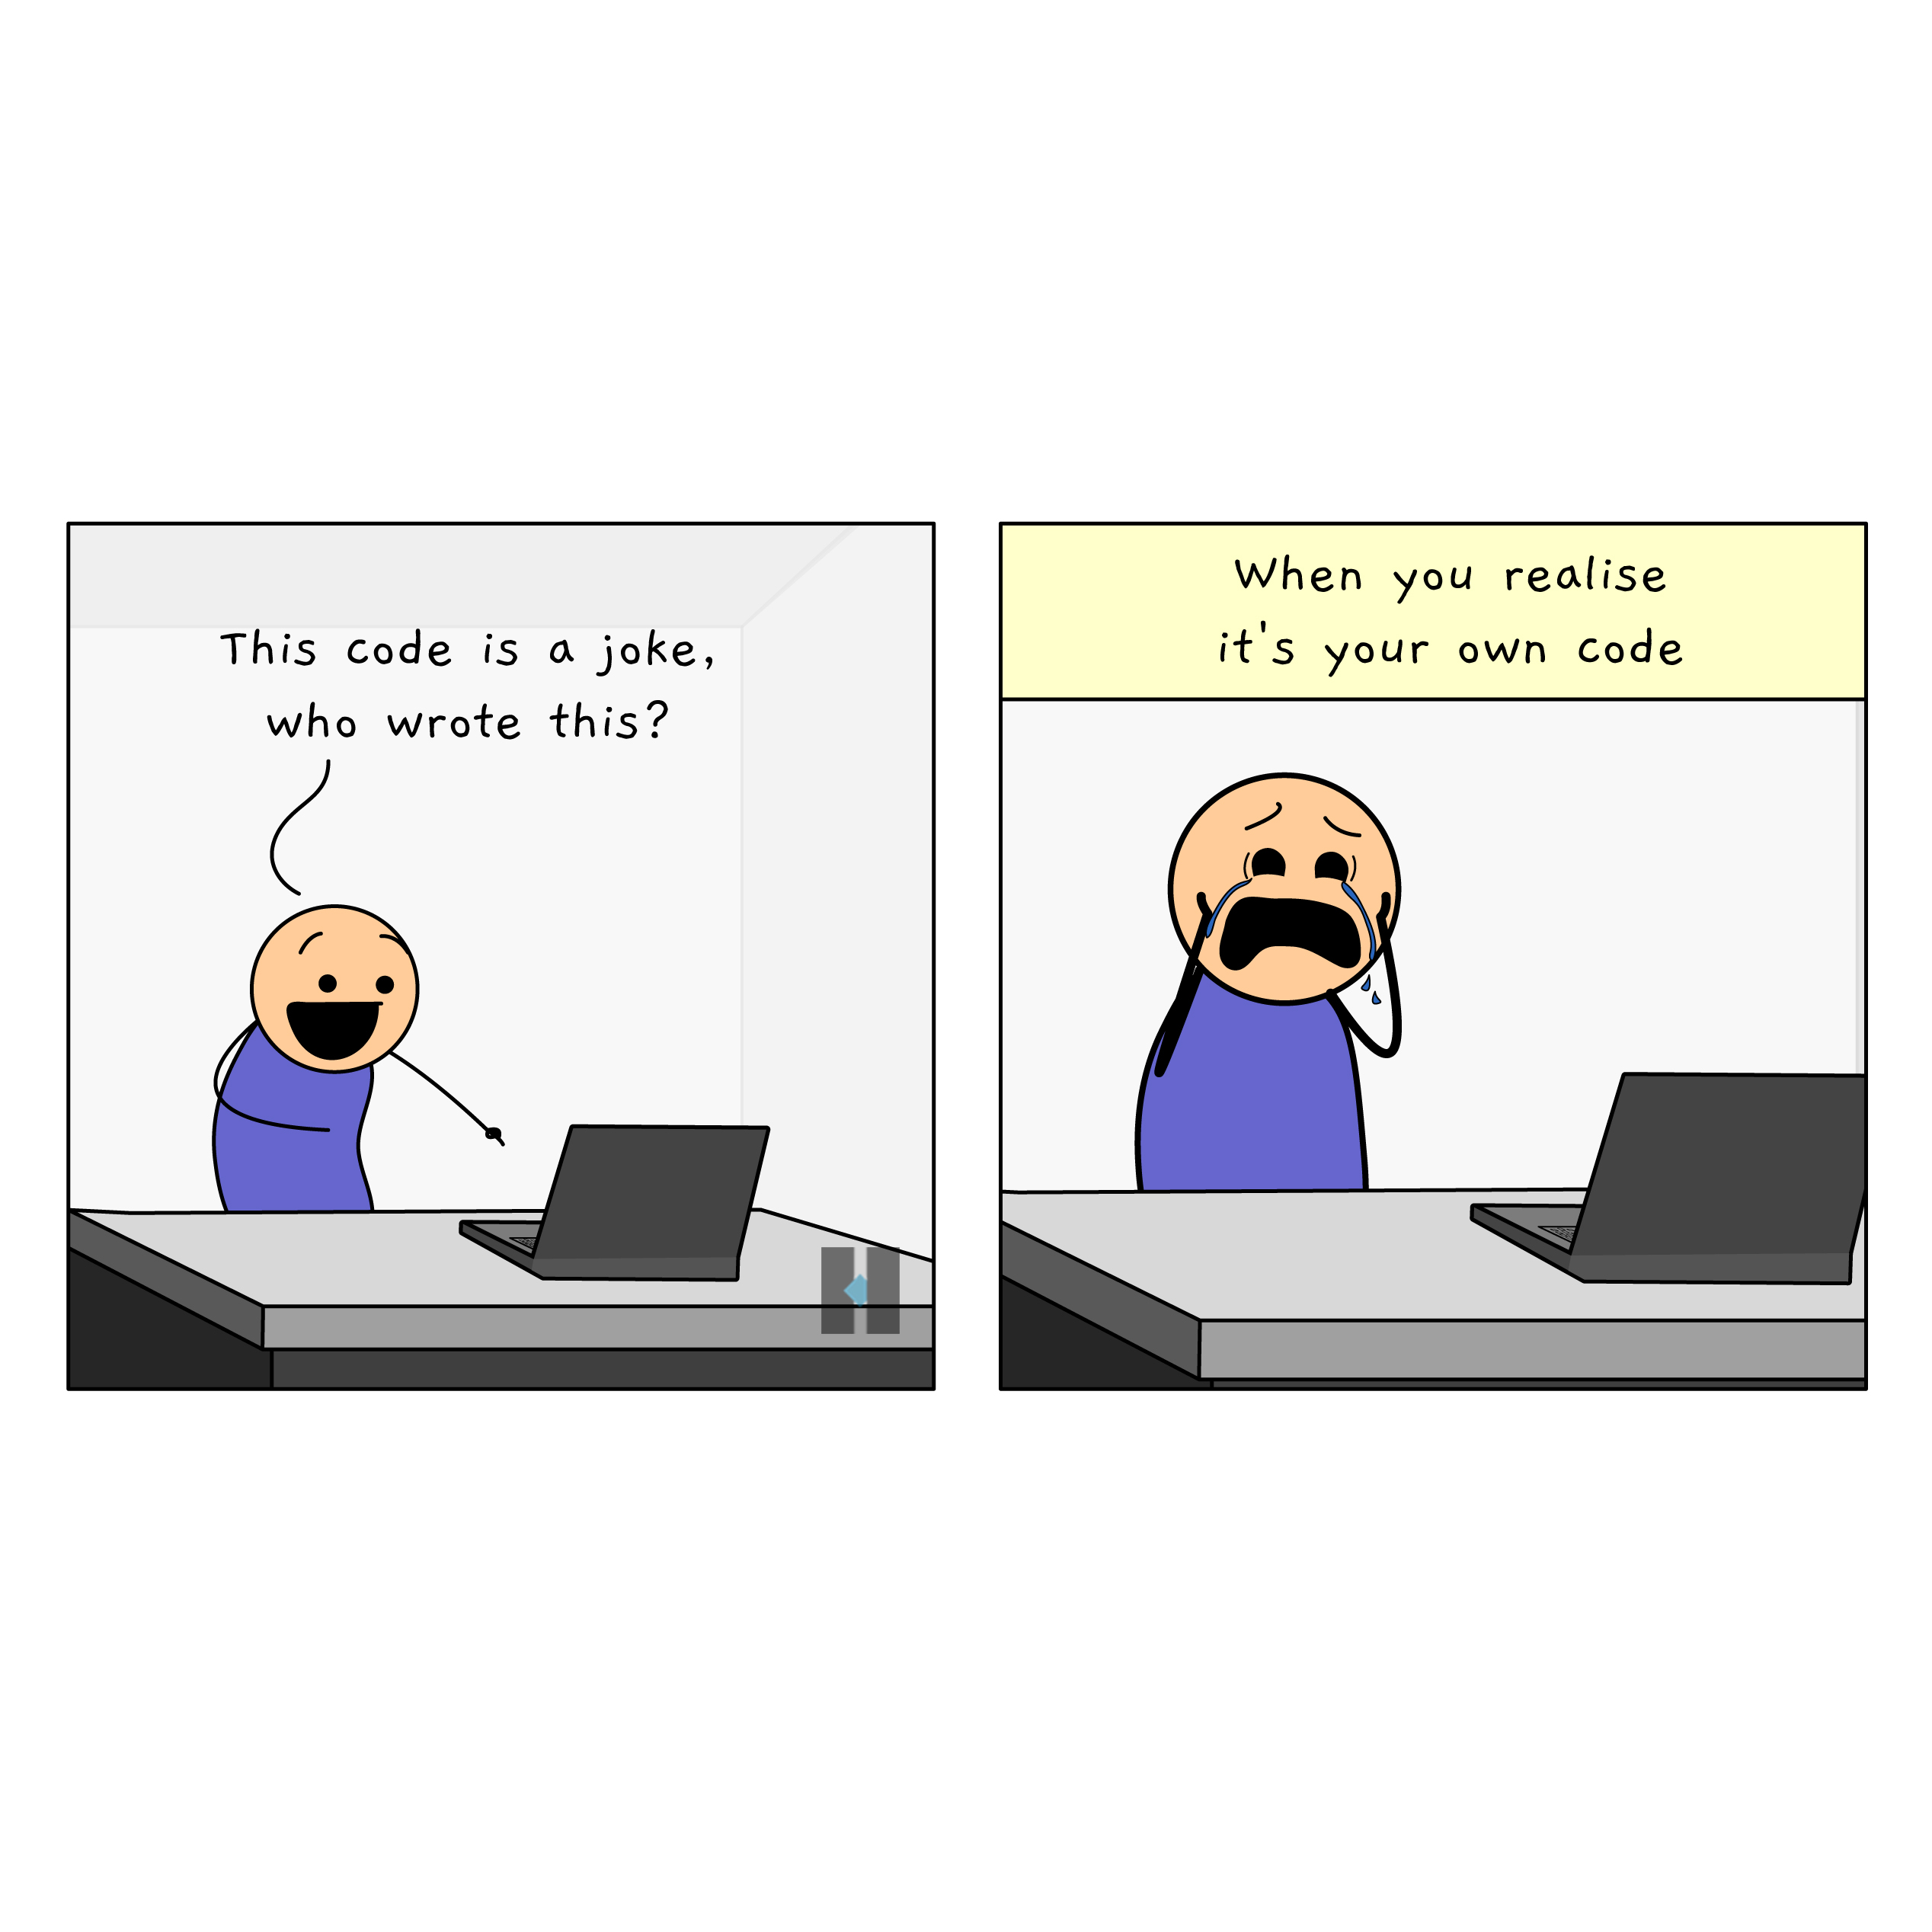 This code is a joke,
who wrote this?
When you realise
it's your own code